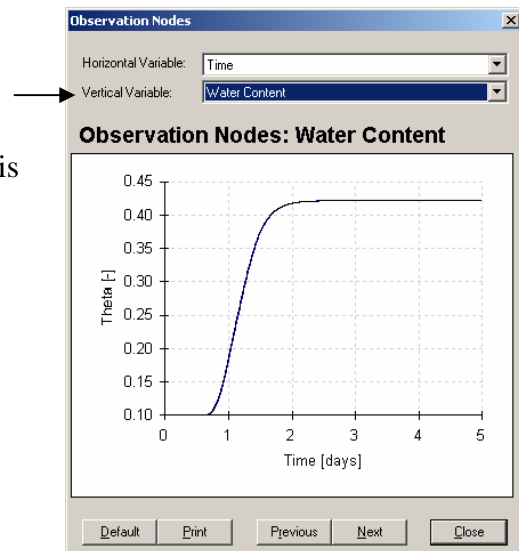 Observation Nodes
Horizontal Variable: Time
Vertical Variable: Water Content
Observation Nodes: Water Content
is
0.45
0.40
0.35
0.30
0.25
0.20
0.15
0.10
Theta [-]
0 1 2 3 4 5
Time [days]
Default Print Previous Next Close